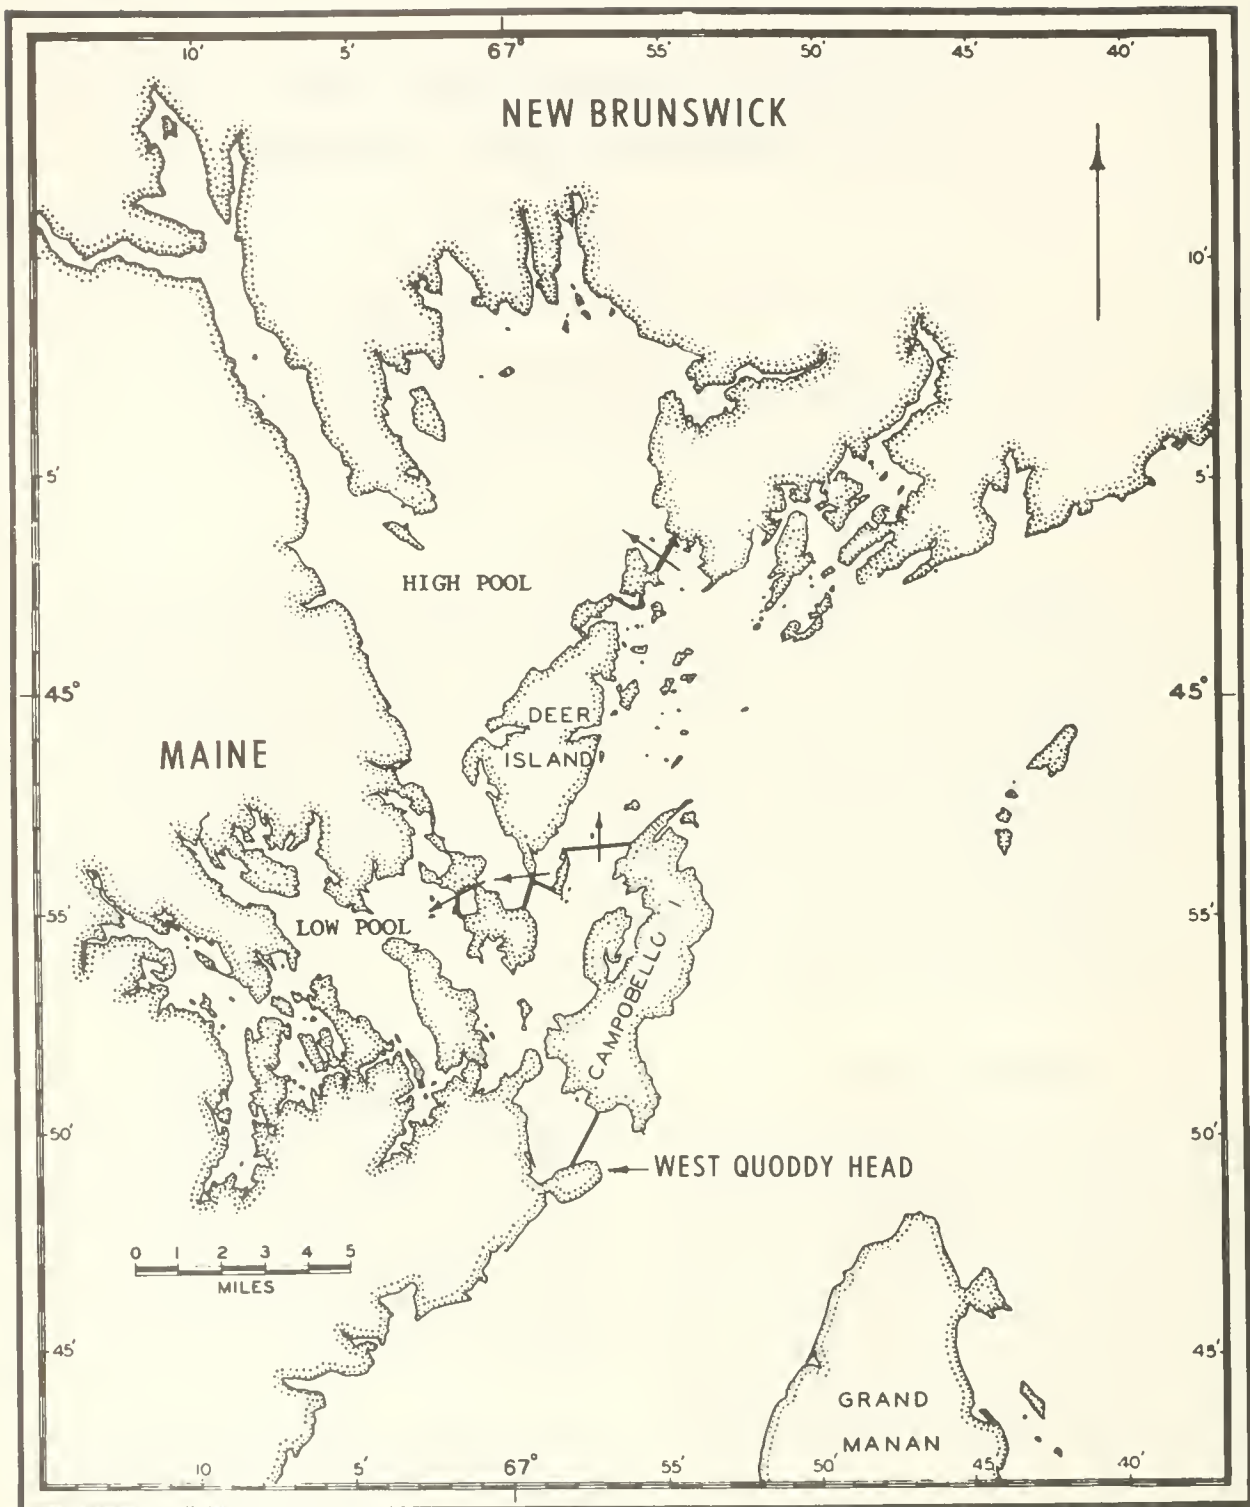 10' 5' 67° 55' 50' 45' 40'
NEW BRUNSWICK
10'
5' 5'
HIGH POOL
45° 45°
DEER
MAINE
ISLAND
55' LOW POOL 55'
CAMPOBELLO I
50' 50'
WEST QUODDY HEAD
0 1 2 3 4 5
MILES
45' 45'
GRAND
MANAN
10 5' 67° 55' 50' 45' 40'